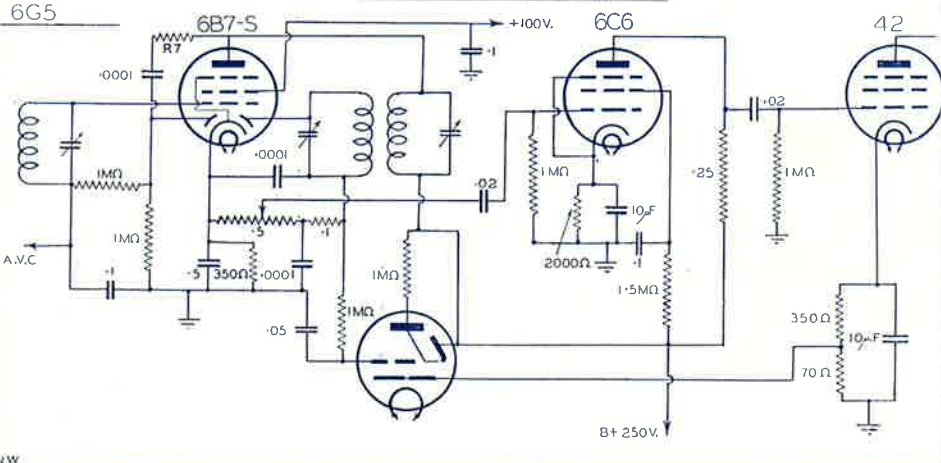 6G5
6B7-S
6C6
42
R7
+100V.
·1
·0001
·02
1MΩ
·0001
·02
1MΩ
·25
1MΩ
1MΩ
·5
·1
10μF
A.V.C
·1
·5
350Ω
·0001
2000Ω
·1
1MΩ
1·5MΩ
·05
1MΩ
350Ω
10μF
70Ω
B+ 250V.